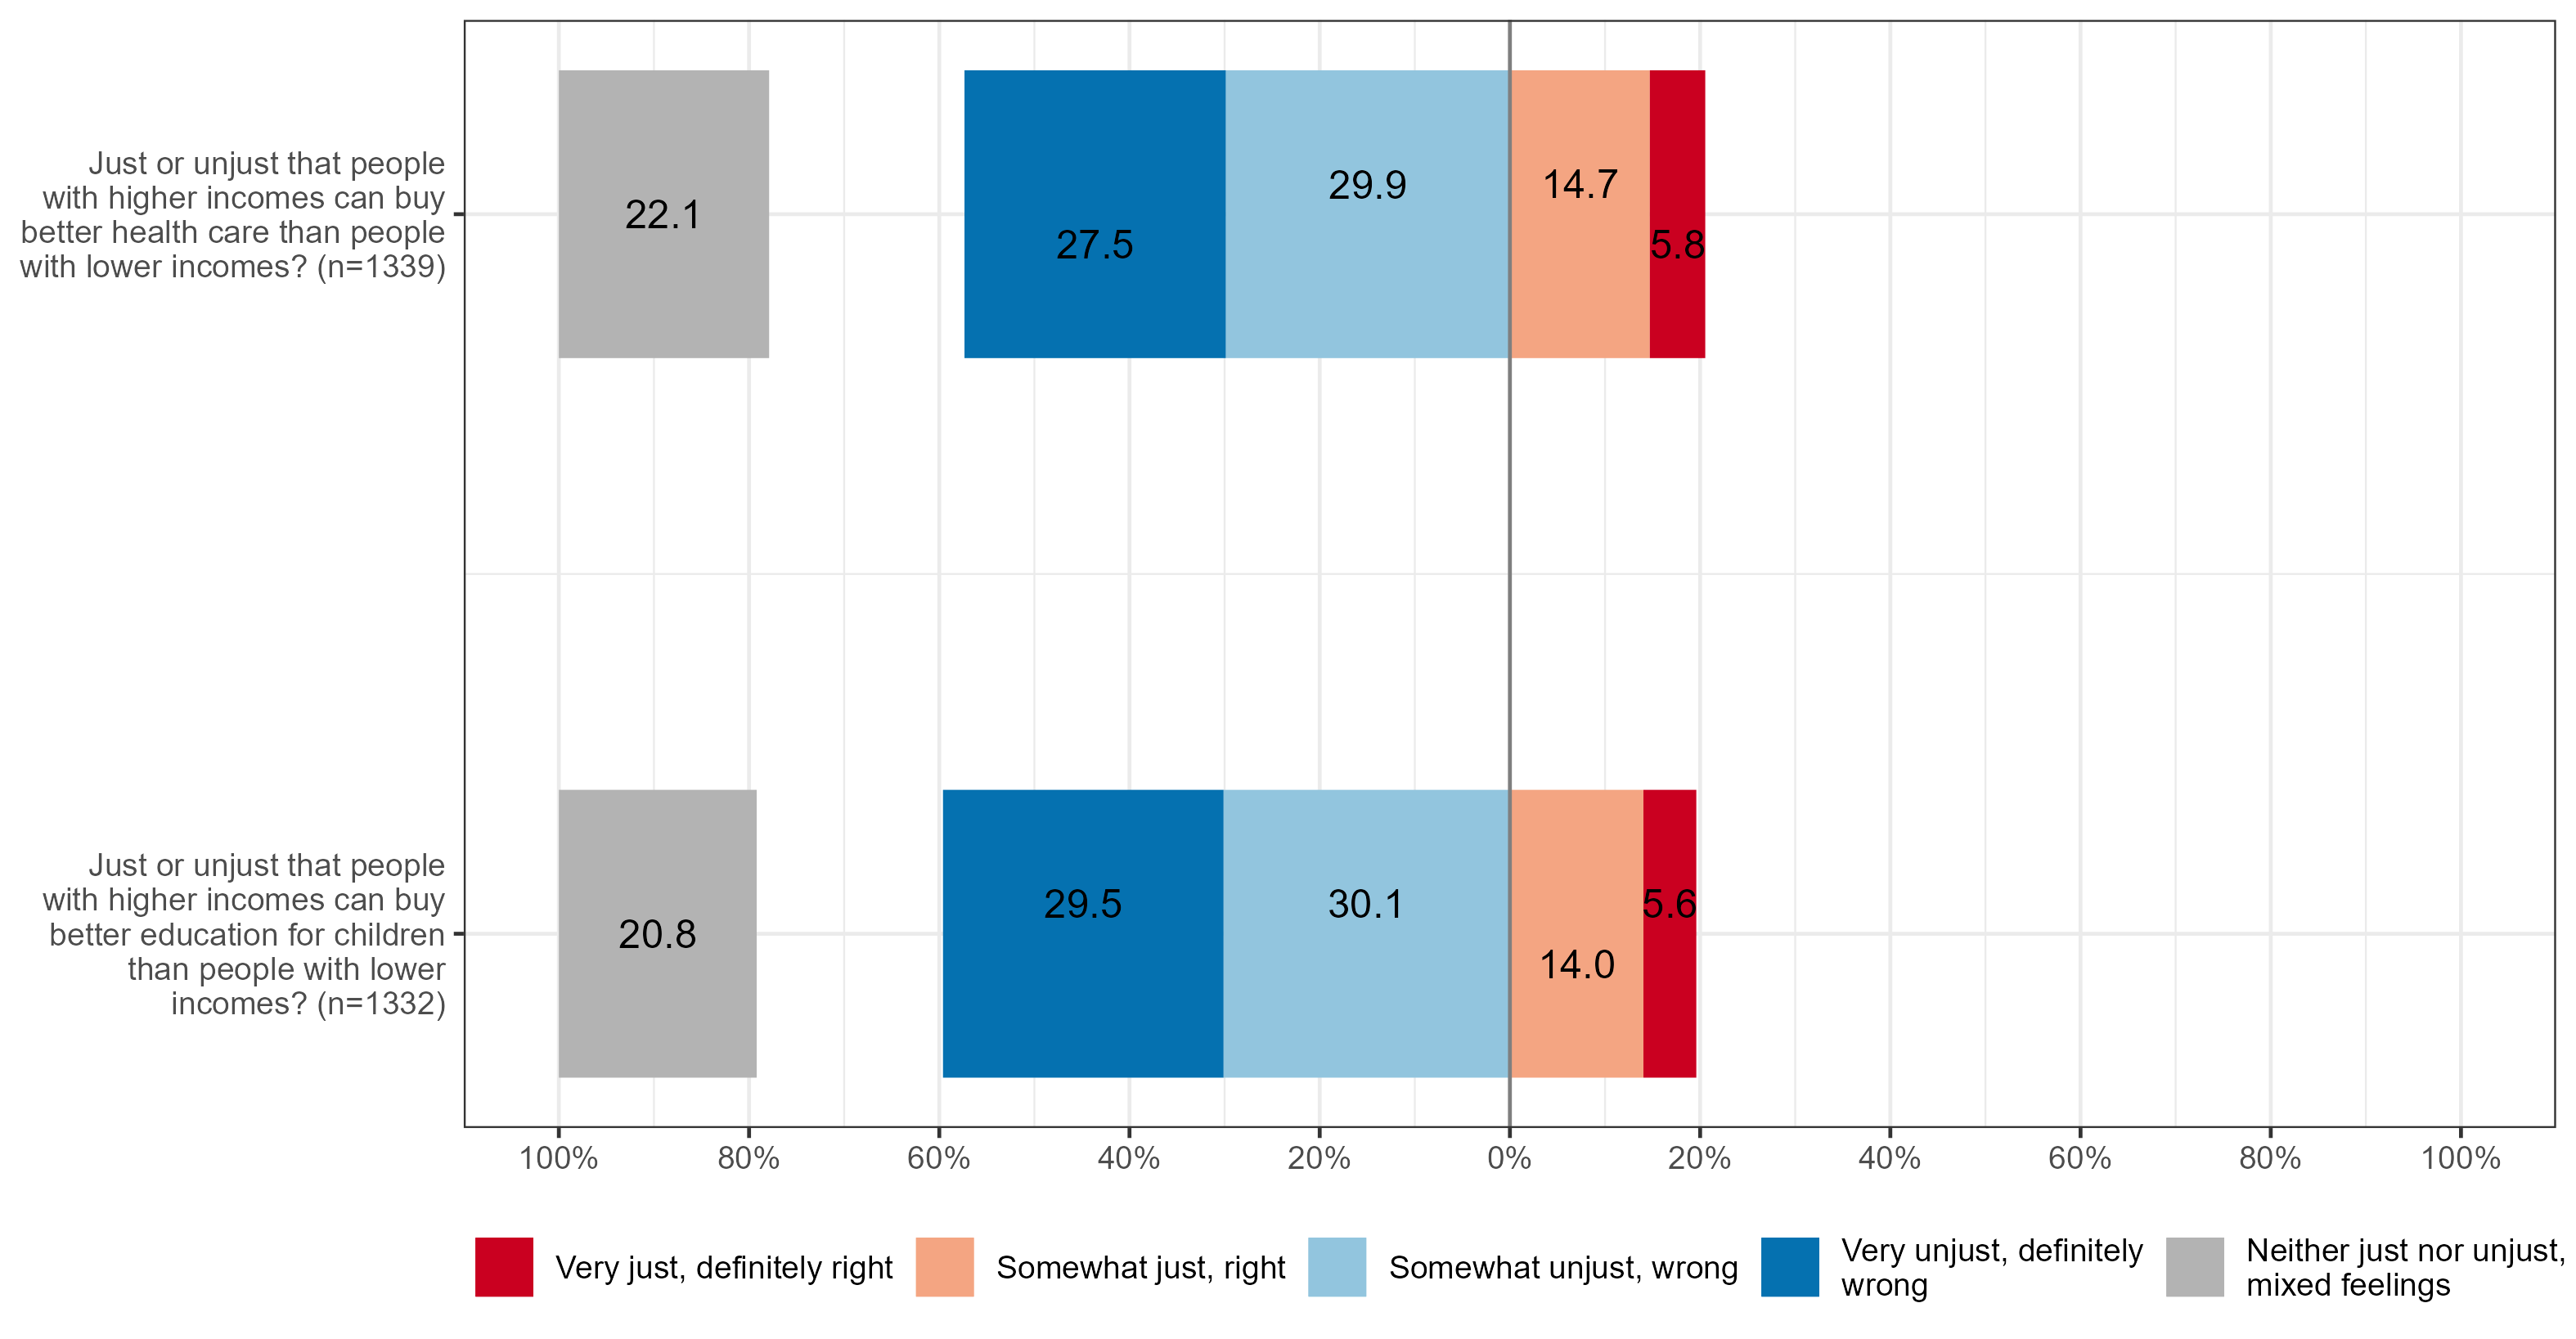 Just or unjust that people
with higher incomes can buy
better health care than people
with lower incomes? (n=1339)
22.1
27.5
29.9
14.7
5.8
Just or unjust that people
with higher incomes can buy
better education for children
than people with lower
incomes? (n=1332)
20.8
29.5
30.1
14.0
5.6
100% 80% 60% 40% 20% 0% 20% 40% 60% 80% 100%
Very just, definitely right
Somewhat just, right
Somewhat unjust, wrong
Very unjust, definitely
wrong
Neither just nor unjust,
mixed feelings